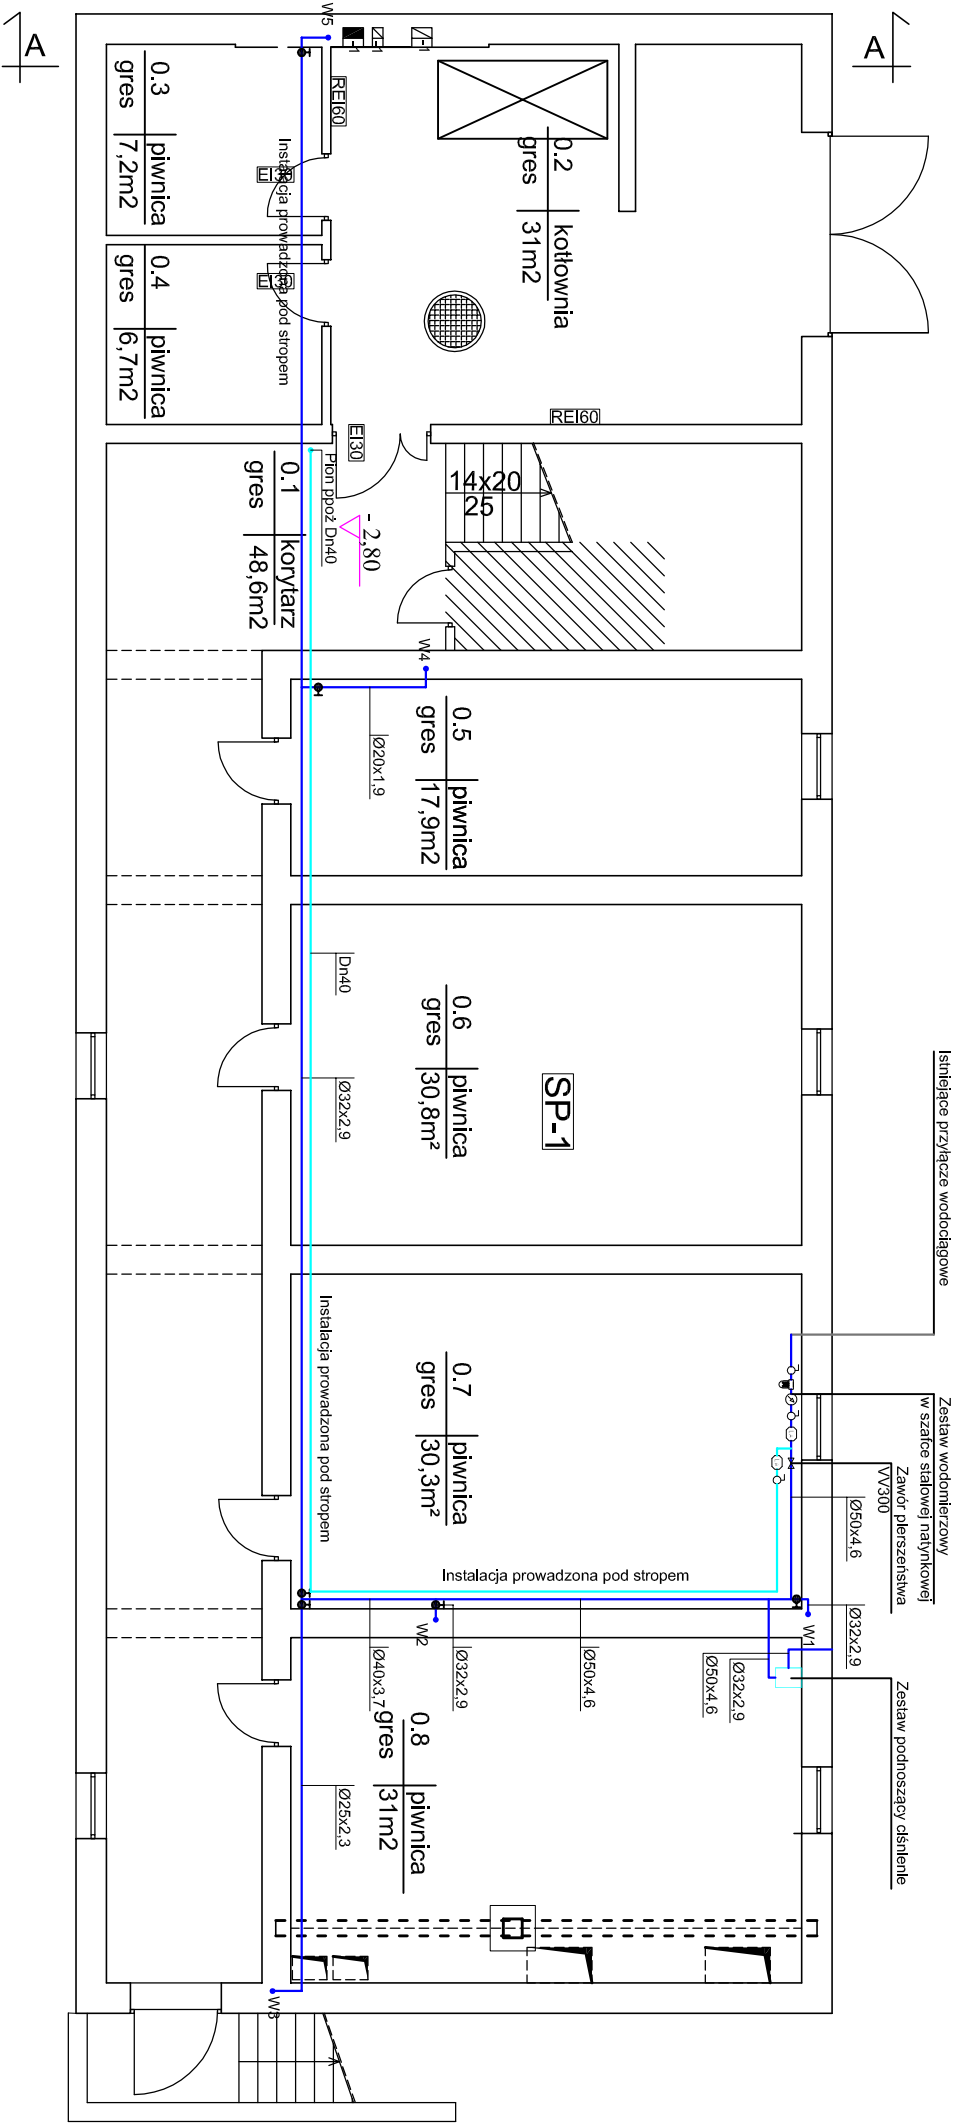 A
A
W5
- 1
- 1
- 1
REI60
0.3
gres
piwnica
7,2m2
EI30
Instalacja prowadzona pod stropem
0.4
gres
piwnica
6,7m2
EI30
0.2
gres
kotłownia
31m2
REI60
EI30
Pion ppoż Dn40
- 2,80
14x20
25
0.1
gres
korytarz
48,6m2
W4
Ø20x1,9
0.5
gres
piwnica
17,9m2
Dn40
Ø32x2,9
0.6
gres
piwnica
30,8m²
SP-1
Istniejące przyłącze wodociągowe
Zestaw wodomierzowy
w szafce stalowej natynkowej
Zawór pierszeństwa
VV300
Ø50x4,6
Ø32x2,9
0.7
gres
piwnica
30,3m²
Instalacja prowadzona pod stropem
Instalacja prowadzona pod stropem
W1
W2
Ø40x3,7
Ø32x2,9
Ø50x4,6
Ø50x4,6
Ø32x2,9
Zestaw podnoszący ciśnienie
0.8
gres
piwnica
31m2
Ø25x2,3
W3